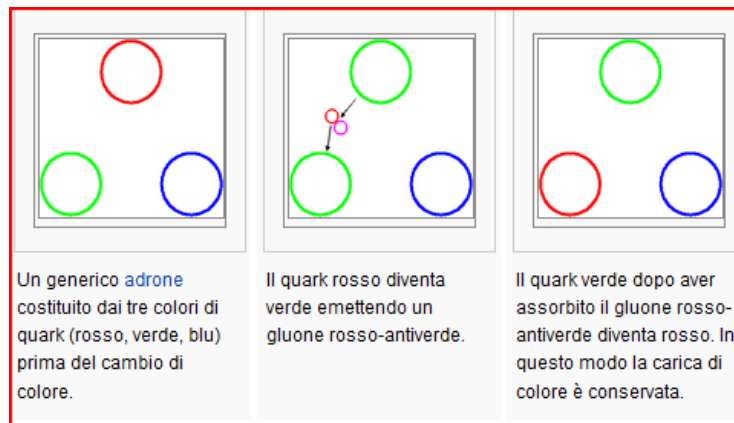 Un generico adrone
costituito dai tre colori di
quark (rosso, verde, blu)
prima del cambio di
colore.
Il quark rosso diventa
verde emettendo un
gluone rosso-antiverde.
Il quark verde dopo aver
assorbito il gluone rosso-
antiverde diventa rosso. In
questo modo la carica di
colore è conservata.